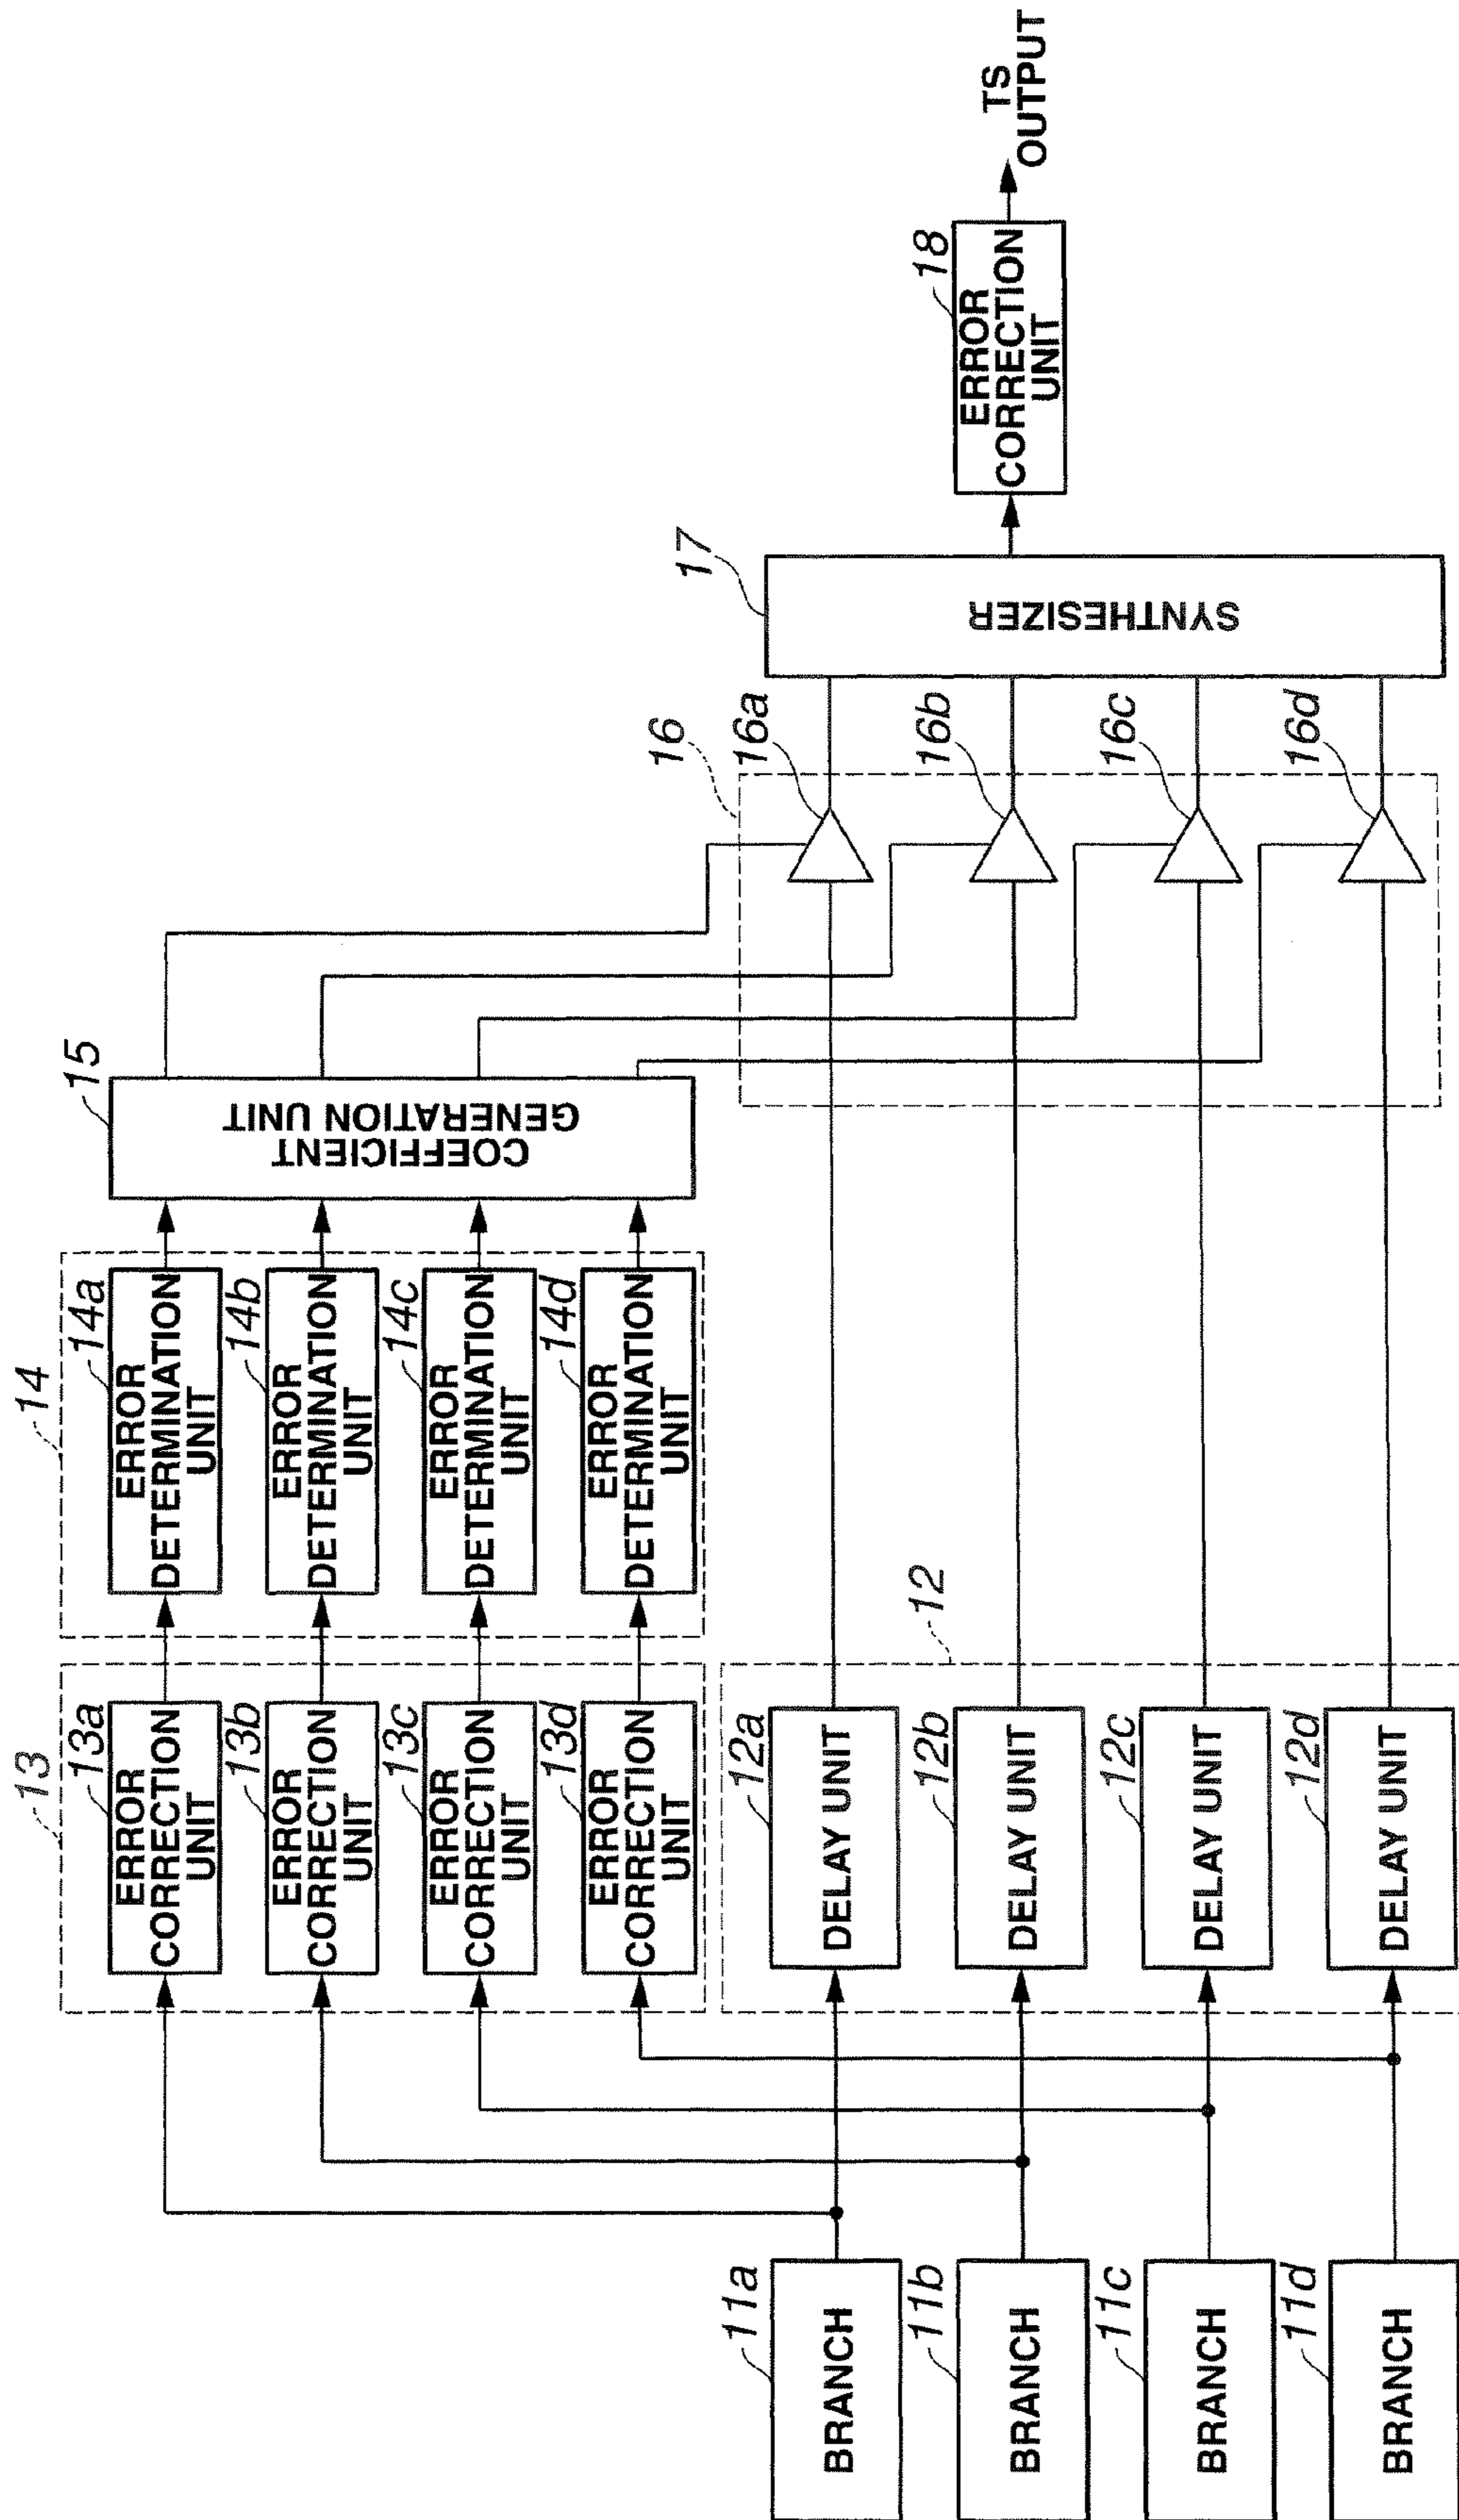 13
13a
ERROR
CORRECTION
UNIT
13b
ERROR
CORRECTION
UNIT
13c
ERROR
CORRECTION
UNIT
13d
ERROR
CORRECTION
UNIT
14
14a
ERROR
DETERMINATION
UNIT
14b
ERROR
DETERMINATION
UNIT
14c
ERROR
DETERMINATION
UNIT
14d
ERROR
DETERMINATION
UNIT
15
COEFFICIENT
GENERATION UNIT
11a
BRANCH
11b
BRANCH
11c
BRANCH
11d
BRANCH
12
12a
DELAY UNIT
12b
DELAY UNIT
12c
DELAY UNIT
12d
DELAY UNIT
16
16a
16b
16c
16d
17
SYNTHESIZER
18
ERROR
CORRECTION
UNIT
TS
OUTPUT